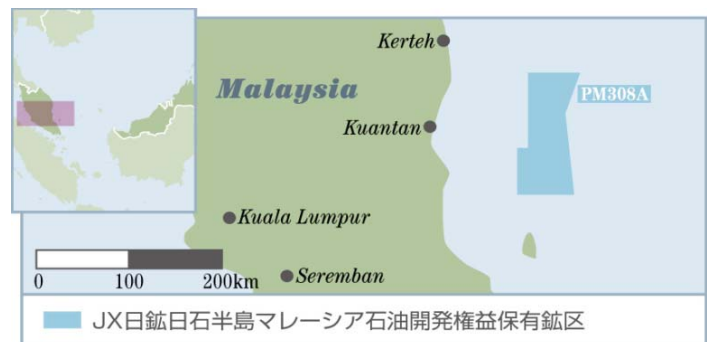 Kerteh
Malaysia
PM308A
Kuantan
Kuala Lumpur
Seremban
0 100 200km
JX日鉱日石半島マレーシア石油開発権益保有鉱区